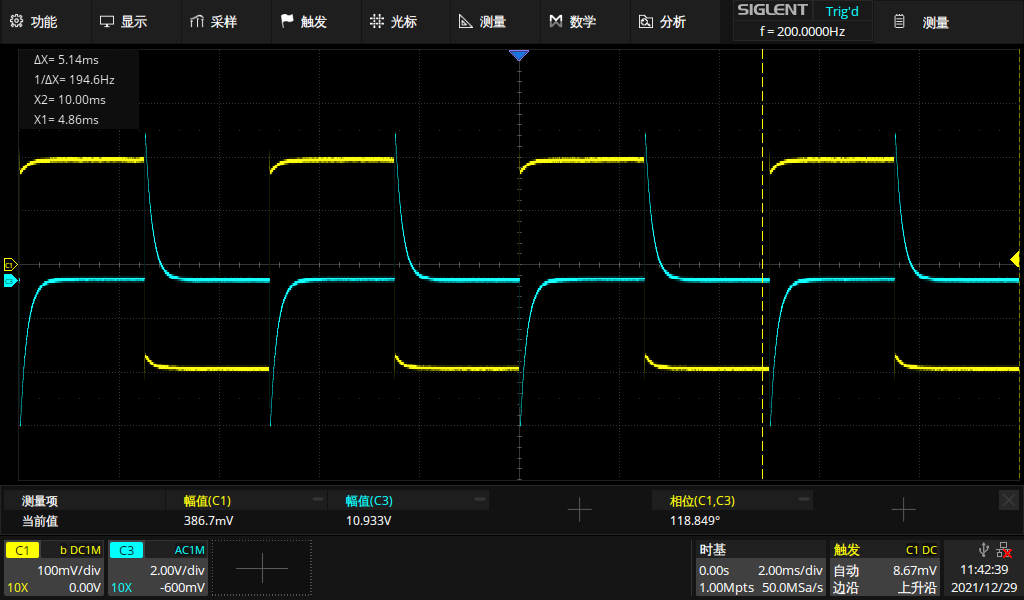 功能 显示 采样 触发 光标 测量 数学 分析 SIGLENT Trig'd 测量
f = 200.0000Hz
ΔX= 5.14ms
1/ΔX= 194.6Hz
X2= 10.00ms
X1= 4.86ms
C1
C3
测量项 幅值(C1) 幅值(C3) 相位(C1,C3)
当前值 386.7mV 10.933V 118.849°
C1 b DC1M C3 AC1M 时基 触发 C1 DC
100mV/div 2.00V/div 0.00s 2.00ms/div 自动 8.67mV 11:42:39
10X 0.00V 10X -600mV 1.00Mpts 50.0MSa/s 边沿 上升沿 2021/12/29